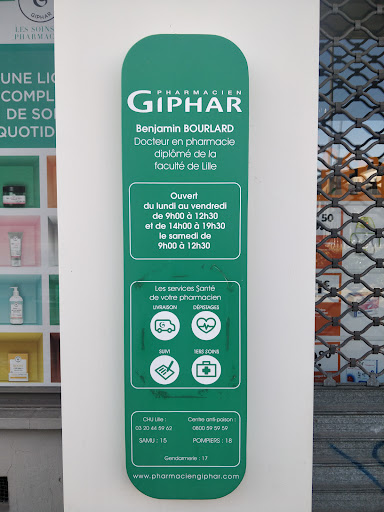 GIPHAR
LES SOINS
PHARMAC
UNE LIG
COMPL
DE SO
QUOTID
PHARMACIEN
GIPHAR
Benjamin BOURLARD
Docteur en pharmacie
diplômé de la
faculté de Lille
Ouvert
du lundi au vendredi
de 9h00 à 12h30
et de 14h00 à 19h30
le samedi de
9h00 à 12h30
Les services Santé
de votre pharmacien
LIVRAISON DÉPISTAGES
SUIVI 1ERS SOINS
CHU Lille : Centre anti-poison :
03 20 44 59 62 0800 59 59 59
SAMU : 15 POMPIERS : 18
Gendarmerie : 17
www.pharmaciengiphar.com
50